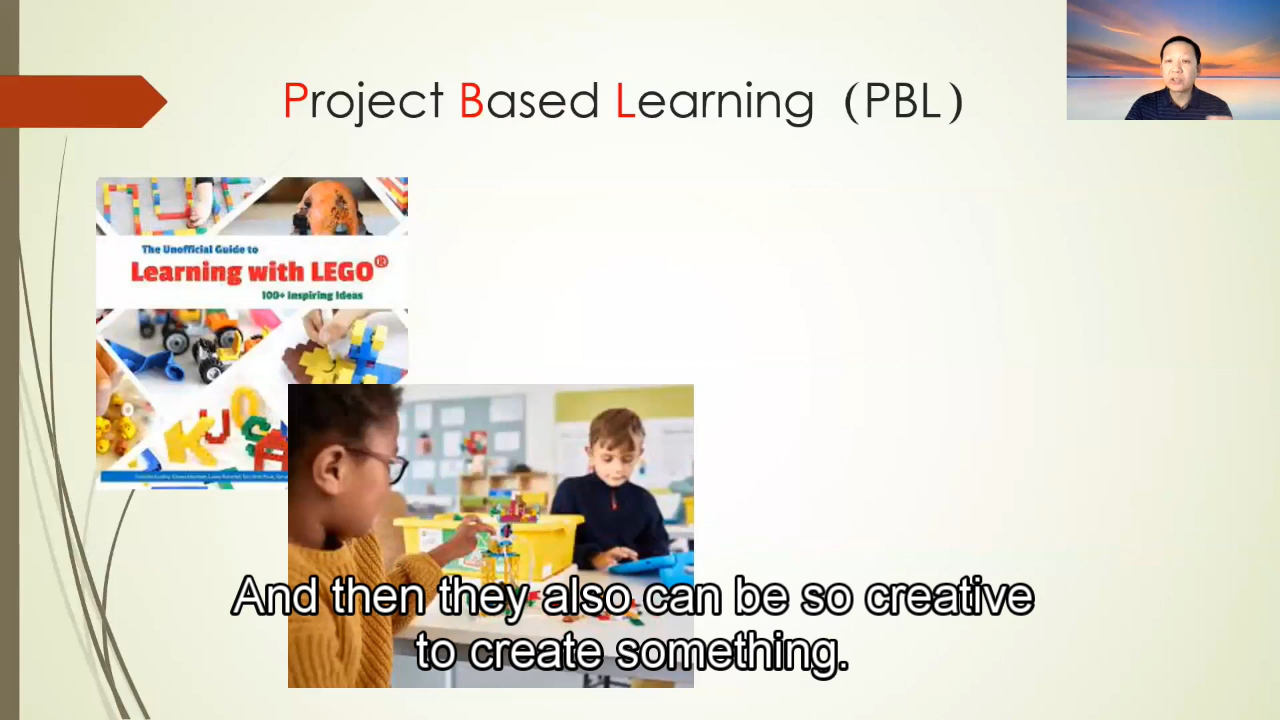 Project Based Learning (PBL)
The Unofficial Guide to
Learning with LEGO®
100+ Inspiring Ideas
And then they also can be so creative
to create something.